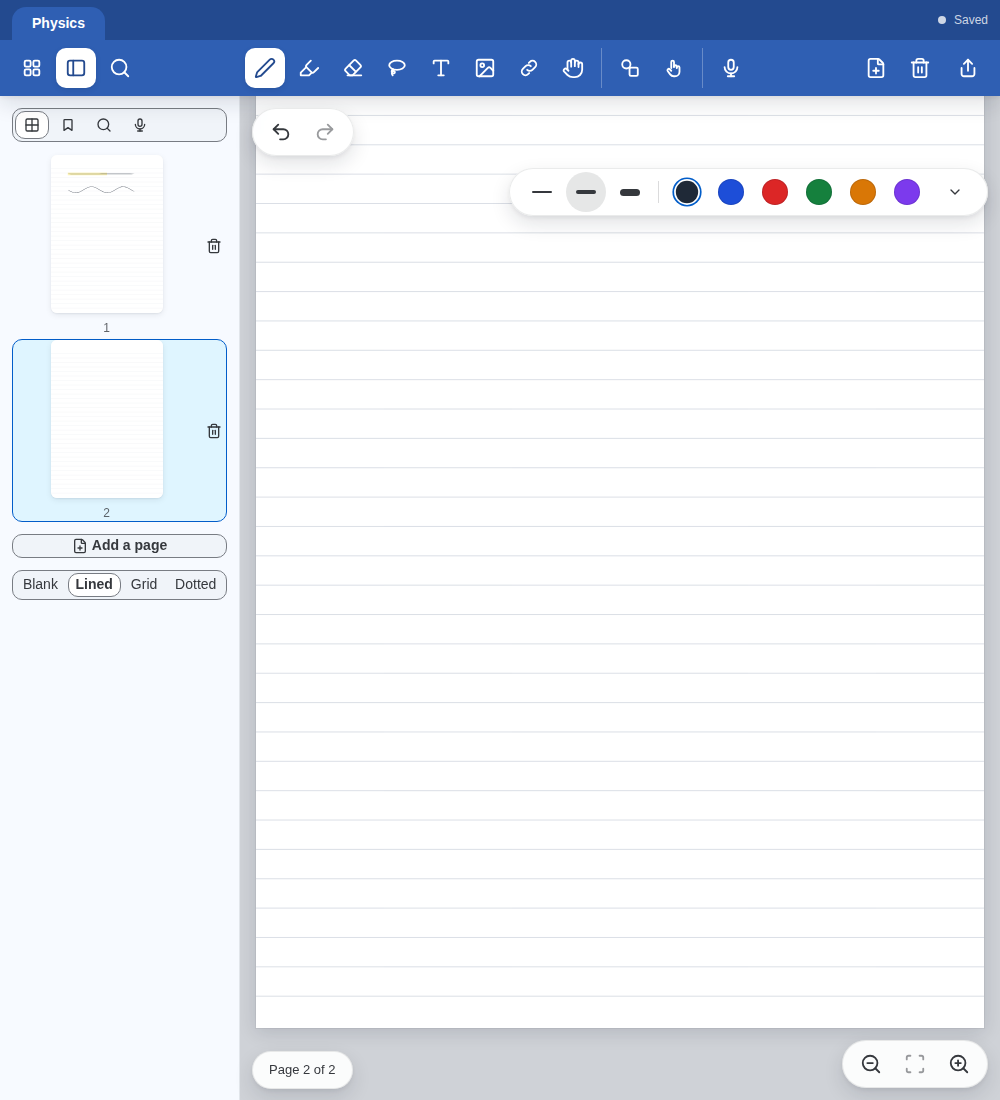 Physics
Saved
1
2
Add a page
Blank Lined Grid Dotted
Page 2 of 2